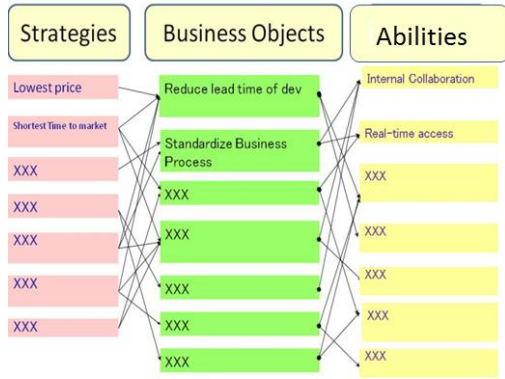 Strategies
Business Objects
Abilities
Lowest price
Shortest Time to market
XXX
XXX
XXX
XXX
XXX
Reduce lead time of dev
Standardize Business
Process
XXX
XXX
XXX
XXX
XXX
Internal Collaboration
Real-time access
XXX
XXX
XXX
XXX
XXX